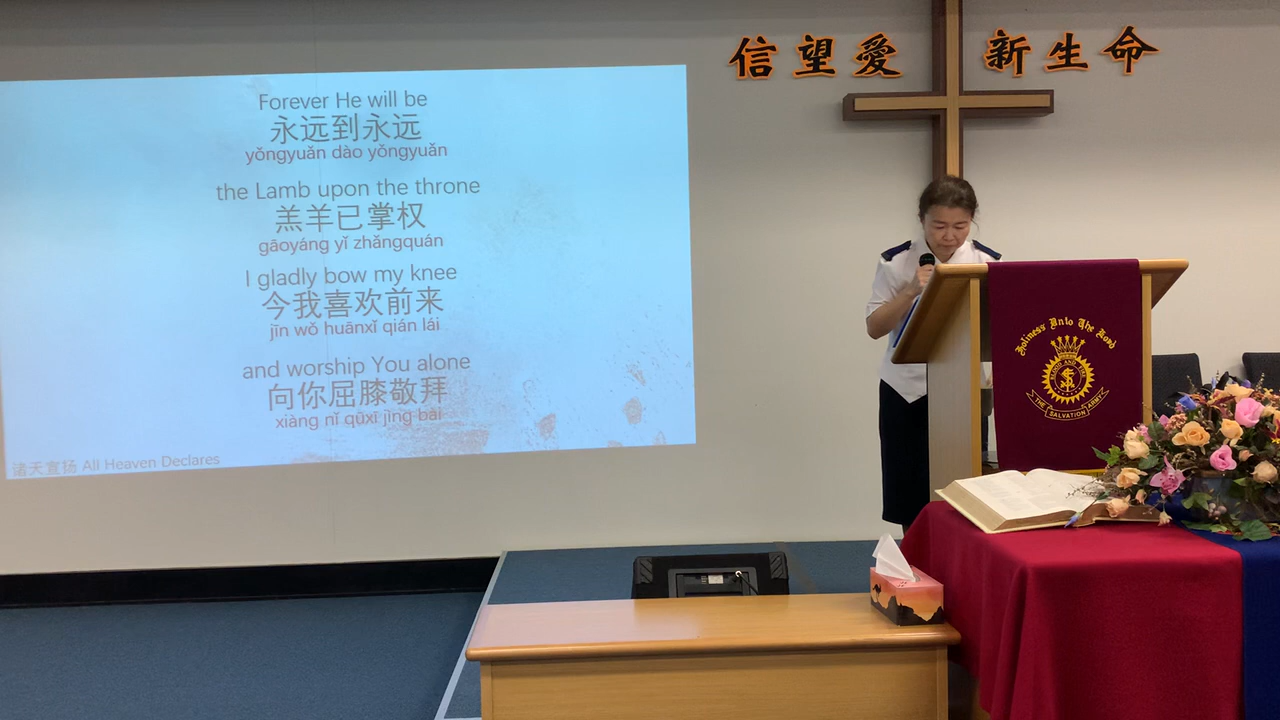 信望愛 新生命
Forever He will be
永远到永远
yǒngyuǎn dào yǒngyuǎn
the Lamb upon the throne
羔羊已掌权
gāoyáng yǐ zhǎngquán
I gladly bow my knee
今我喜欢前来
jīn wǒ huānxǐ qián lái
and worship You alone
向你屈膝敬拜
xiàng nǐ qūxī jìng bài
诸天宣扬 All Heaven Declares
Holiness Unto The Lord
BLOOD AND FIRE
THE SALVATION ARMY